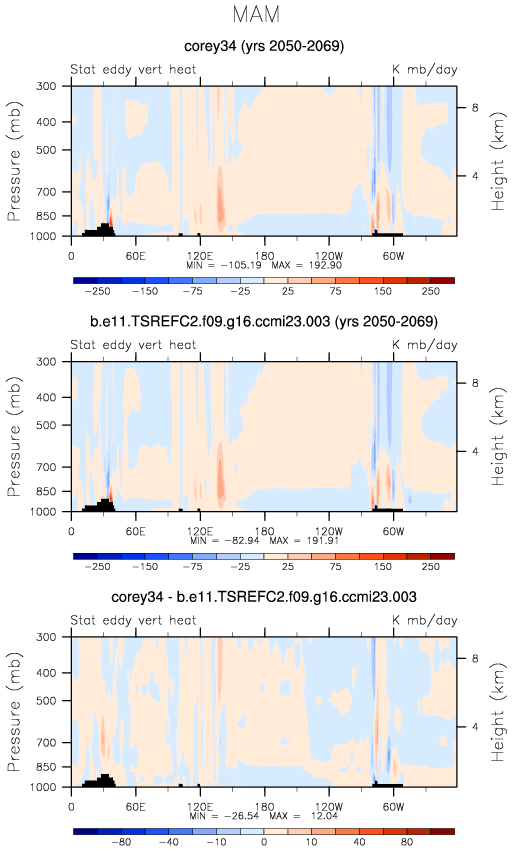 MAM
corey34 (yrs 2050-2069)
Stat eddy vert heat K mb/day
300
400
500
700
850
1000
Pressure (mb)
8
4
Height (km)
0 60E 120E 180 120W 60W
MIN = -105.19 MAX = 192.90
-250 -150 -75 -25 25 75 150 250
b.e11.TSREFC2.f09.g16.ccmi23.003 (yrs 2050-2069)
Stat eddy vert heat K mb/day
300
400
500
700
850
1000
Pressure (mb)
8
4
Height (km)
0 60E 120E 180 120W 60W
MIN = -82.94 MAX = 191.91
-250 -150 -75 -25 25 75 150 250
corey34 - b.e11.TSREFC2.f09.g16.ccmi23.003
Stat eddy vert heat K mb/day
300
400
500
700
850
1000
Pressure (mb)
8
4
Height (km)
0 60E 120E 180 120W 60W
MIN = -26.54 MAX = 12.04
-80 -40 -10 0 10 40 80